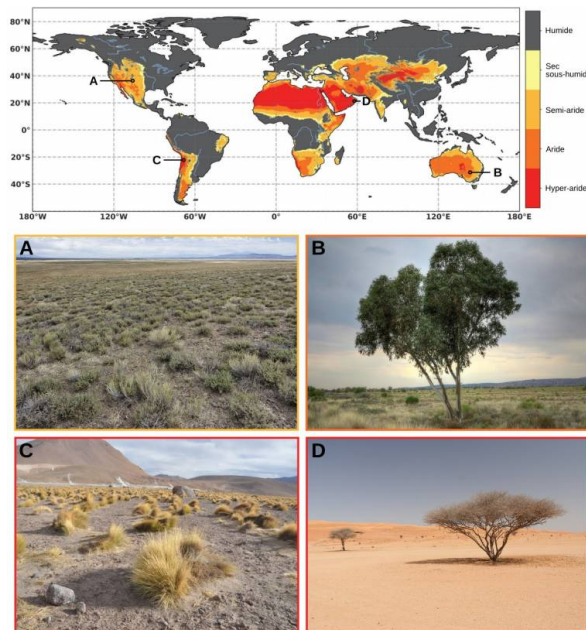 80°N
60°N
40°N
20°N
0°
20°S
40°S
180°W
120°W
60°W
0°E
60°E
120°E
180°E
A
B
C
D
Humide
Sec
sous-humide
Semi-aride
Aride
Hyper-aride
A
B
C
D